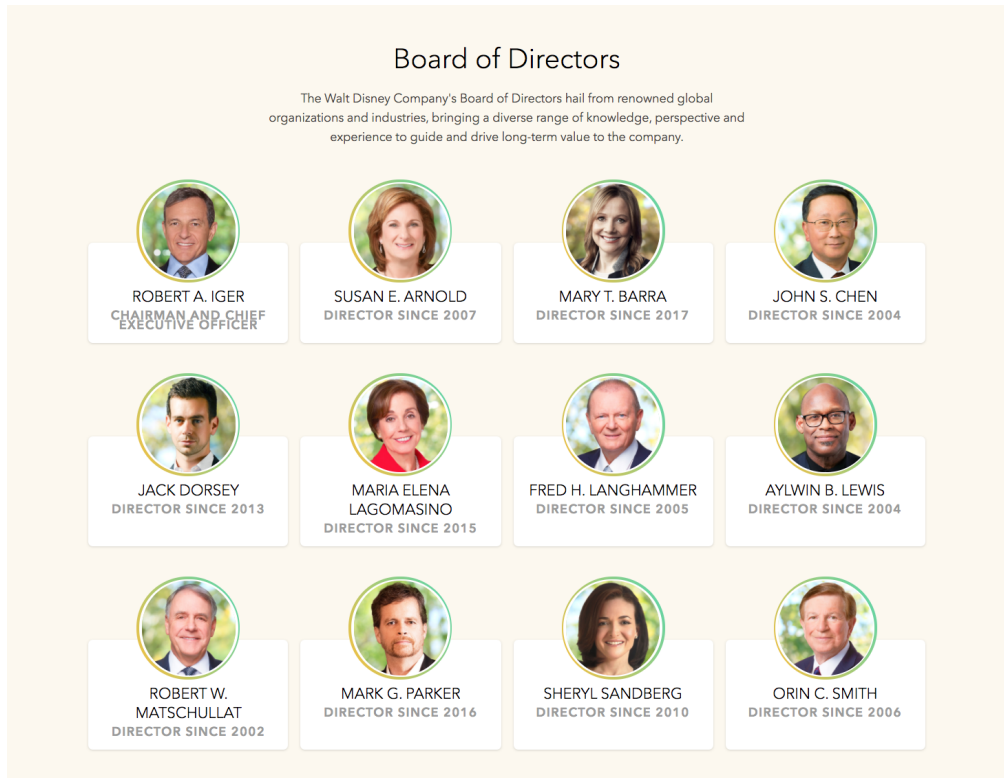 Board of Directors
The Walt Disney Company's Board of Directors hail from renowned global
organizations and industries, bringing a diverse range of knowledge, perspective and
experience to guide and drive long-term value to the company.
ROBERT A. IGER
CHAIRMAN AND CHIEF
EXECUTIVE OFFICER
SUSAN E. ARNOLD
DIRECTOR SINCE 2007
MARY T. BARRA
DIRECTOR SINCE 2017
JOHN S. CHEN
DIRECTOR SINCE 2004
JACK DORSEY
DIRECTOR SINCE 2013
MARIA ELENA
LAGOMASINO
DIRECTOR SINCE 2015
FRED H. LANGHAMMER
DIRECTOR SINCE 2005
AYLWIN B. LEWIS
DIRECTOR SINCE 2004
ROBERT W.
MATSCHULLAT
DIRECTOR SINCE 2002
MARK G. PARKER
DIRECTOR SINCE 2016
SHERYL SANDBERG
DIRECTOR SINCE 2010
ORIN C. SMITH
DIRECTOR SINCE 2006